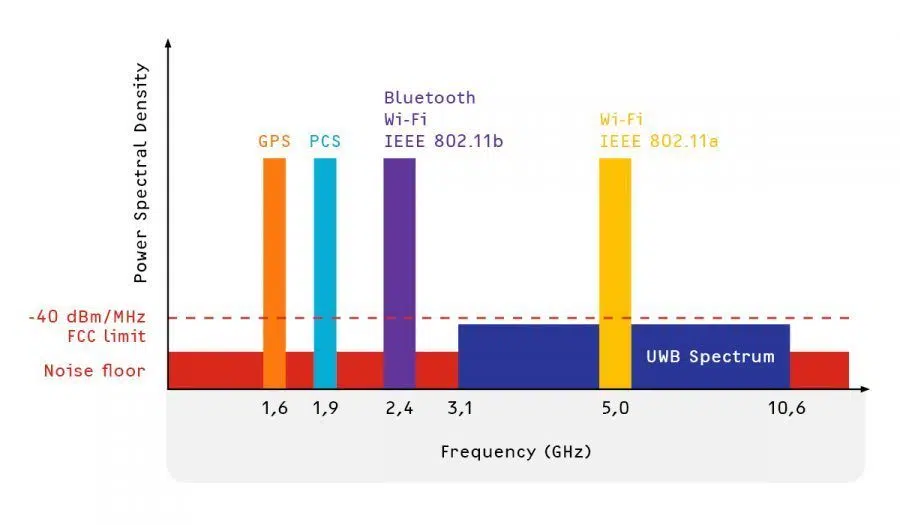 Power Spectral Density
Bluetooth
Wi-Fi
IEEE 802.11b
Wi-Fi
IEEE 802.11a
GPS
PCS
-40 dBm/MHz
FCC limit
Noise floor
UWB Spectrum
1,6
1,9
2,4
3,1
5,0
10,6
Frequency (GHz)